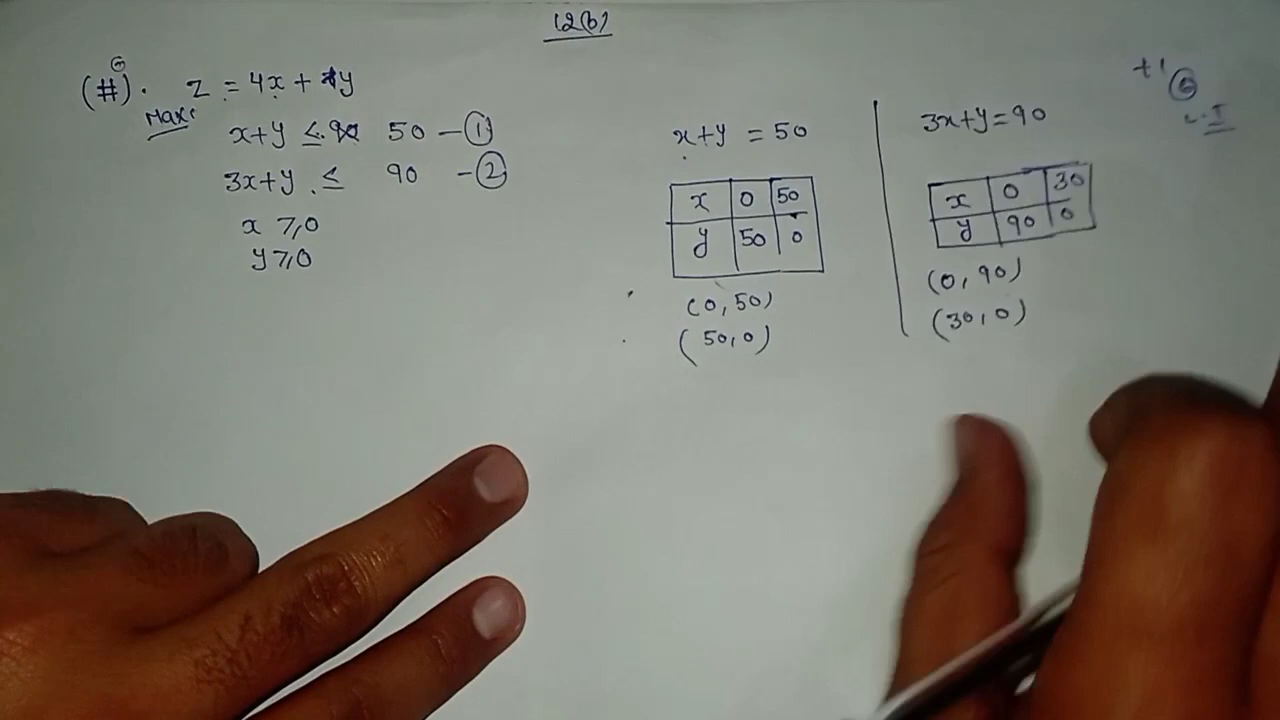 12(b)
(#). Z = 4x + y
Max:
x+y ≤ 50 - ①
3x+y ≤ 90 - ②
x ≥ 0
y ≥ 0
x+y = 50
x 0 50
y 50 0
(0, 50)
(50, 0)
3x+y = 90
x 0 30
y 90 0
(0, 90)
(30, 0)